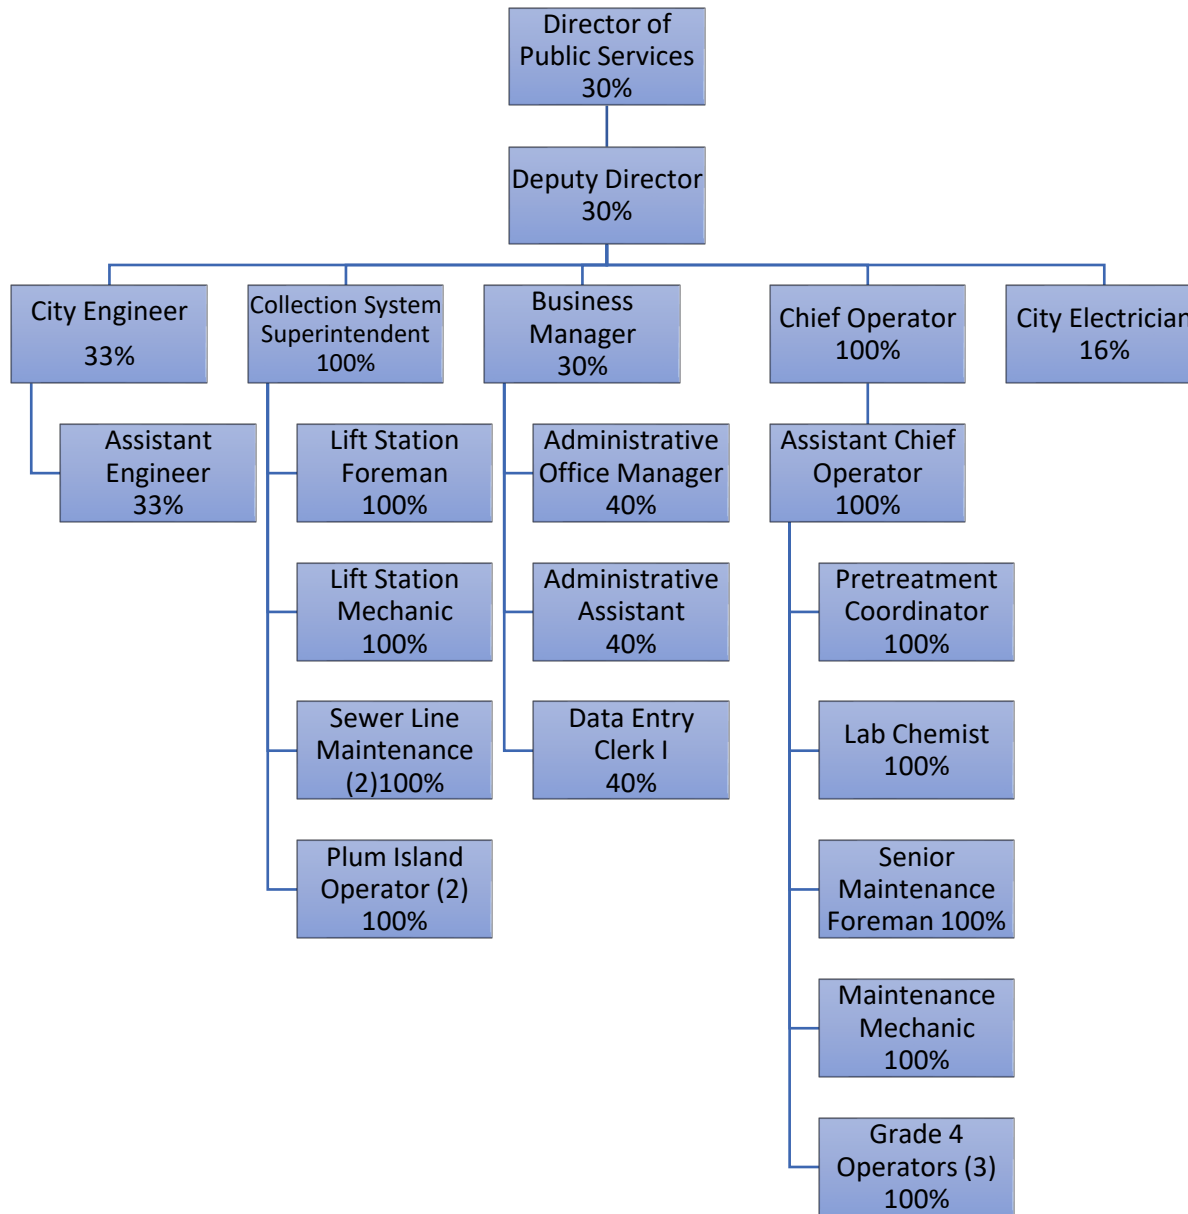 Director of
Public Services
30%
Deputy Director
30%
City Engineer
33%
Collection System
Superintendent
100%
Business
Manager
30%
Chief Operator
100%
City Electrician
16%
Assistant
Engineer
33%
Lift Station
Foreman
100%
Administrative
Office Manager
40%
Assistant Chief
Operator
100%
Lift Station
Mechanic
100%
Administrative
Assistant
40%
Pretreatment
Coordinator
100%
Sewer Line
Maintenance
(2)100%
Data Entry
Clerk I
40%
Lab Chemist
100%
Plum Island
Operator (2)
100%
Senior
Maintenance
Foreman 100%
Maintenance
Mechanic
100%
Grade 4
Operators (3)
100%